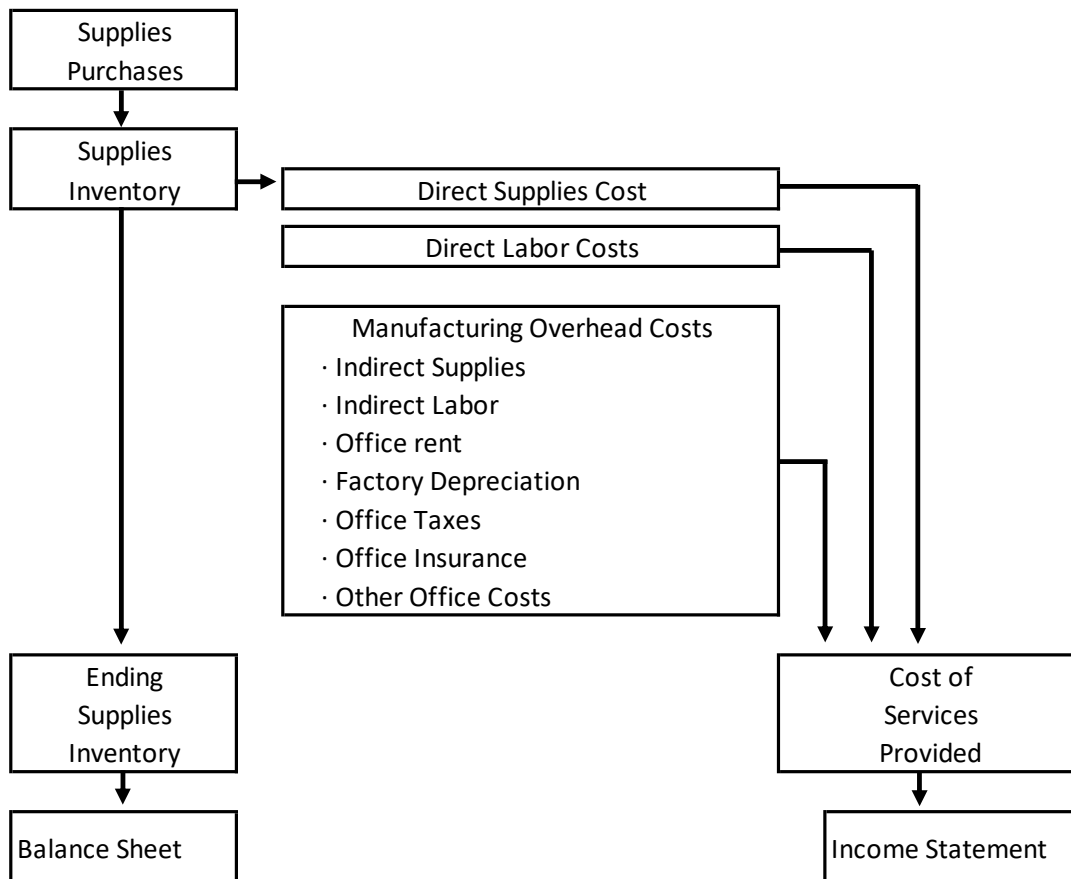 Supplies
Purchases
Supplies
Inventory
Direct Supplies Cost
Direct Labor Costs
Manufacturing Overhead Costs
· Indirect Supplies
· Indirect Labor
· Office rent
· Factory Depreciation
· Office Taxes
· Office Insurance
· Other Office Costs
Ending
Supplies
Inventory
Cost of
Services
Provided
Balance Sheet
Income Statement